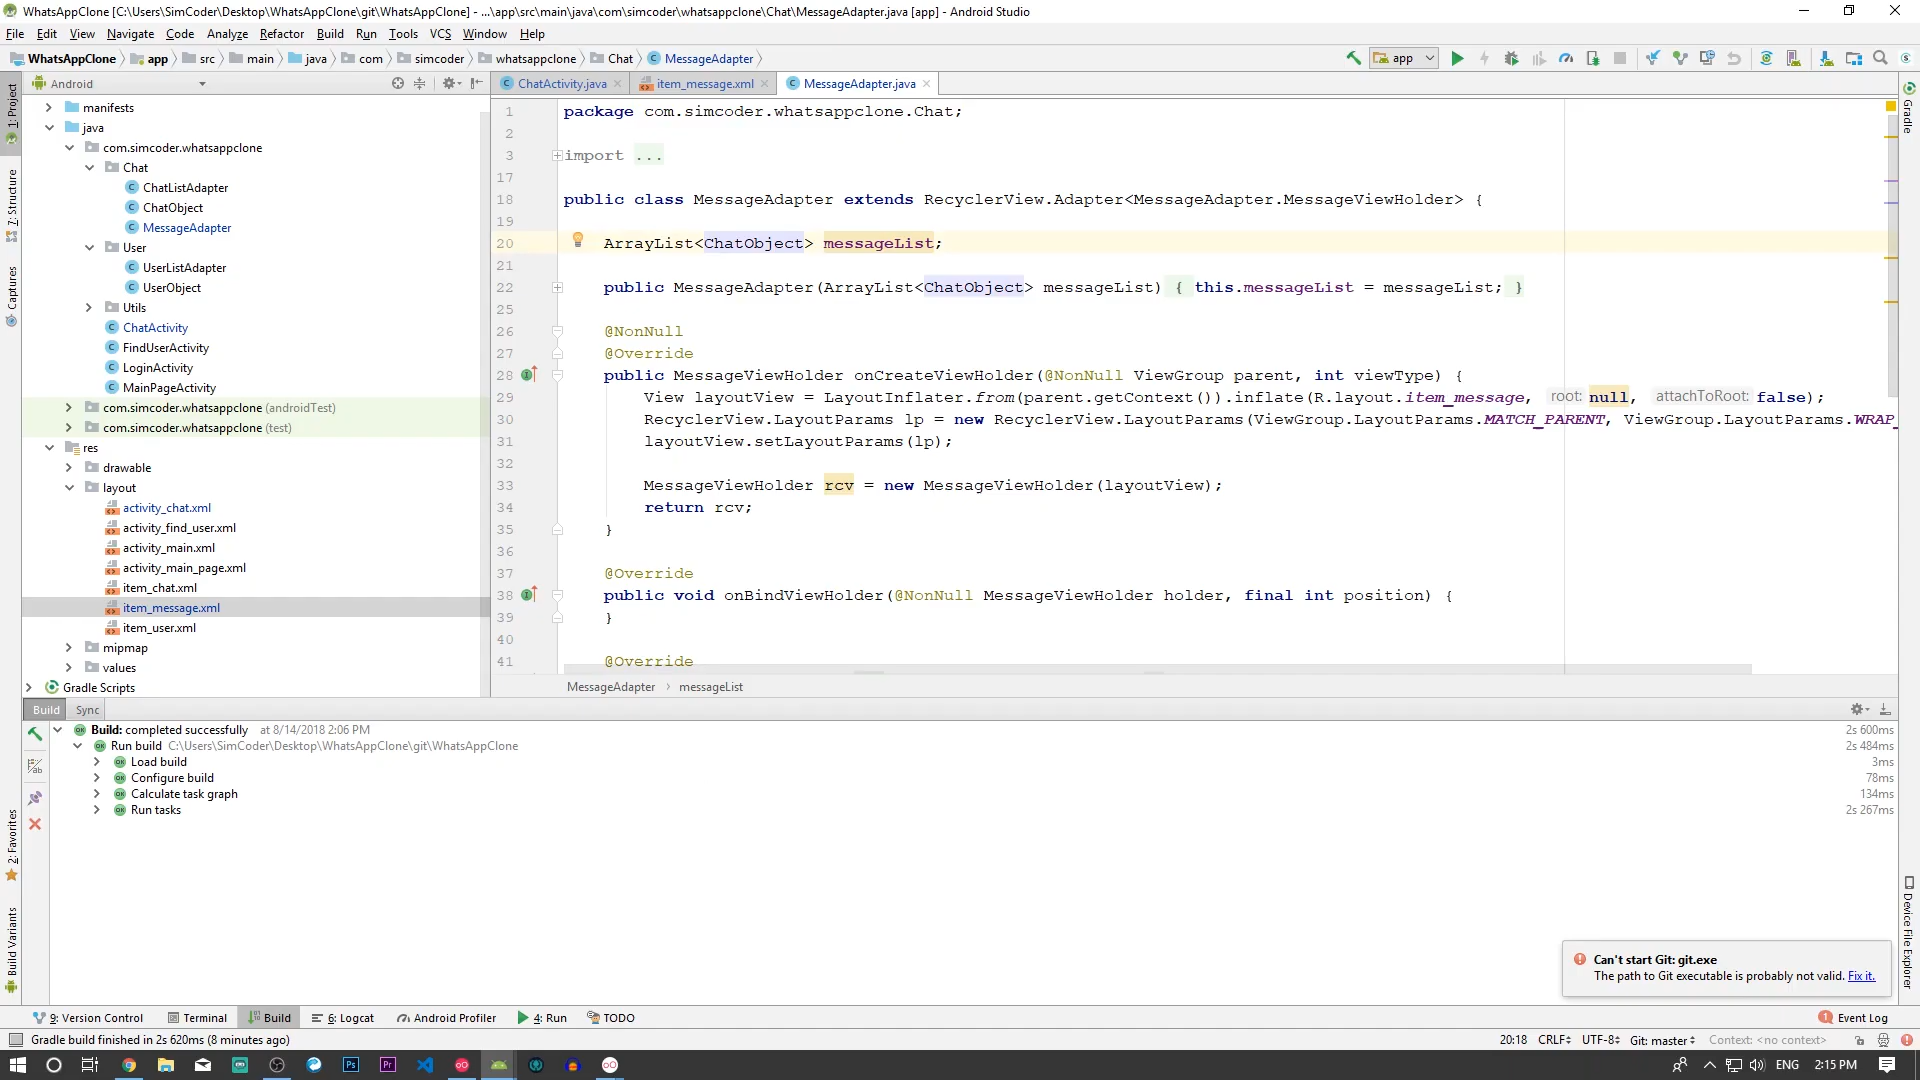 WhatsAppClone [C:\Users\SimCoder\Desktop\WhatsAppClone\git\WhatsAppClone] - ...\app\src\main\java\com\simcoder\whatsappclone\Chat\MessageAdapter.java [app] - Android Studio
File Edit View Navigate Code Analyze Refactor Build Run Tools VCS Window Help
WhatsAppClone app src main java com simcoder whatsappclone Chat MessageAdapter app
Android
ChatActivity.java item_message.xml MessageAdapter.java
1: Project
7: Structure
Captures
2: Favorites
Build Variants
manifests
java
com.simcoder.whatsappclone
Chat
ChatListAdapter
ChatObject
MessageAdapter
User
UserListAdapter
UserObject
Utils
ChatActivity
FindUserActivity
LoginActivity
MainPageActivity
com.simcoder.whatsappclone (androidTest)
com.simcoder.whatsappclone (test)
res
drawable
layout
activity_chat.xml
activity_find_user.xml
activity_main.xml
activity_main_page.xml
item_chat.xml
item_message.xml
item_user.xml
mipmap
values
Gradle Scripts
1 package com.simcoder.whatsappclone.Chat;
2
3 import ...
17
18 public class MessageAdapter extends RecyclerView.Adapter<MessageAdapter.MessageViewHolder> {
19
20 ArrayList<ChatObject> messageList;
21
22 public MessageAdapter(ArrayList<ChatObject> messageList) { this.messageList = messageList; }
25
26 @NonNull
27 @Override
28 public MessageViewHolder onCreateViewHolder(@NonNull ViewGroup parent, int viewType) {
29 View layoutView = LayoutInflater.from(parent.getContext()).inflate(R.layout.item_message, root: null, attachToRoot: false);
30 RecyclerView.LayoutParams lp = new RecyclerView.LayoutParams(ViewGroup.LayoutParams.MATCH_PARENT, ViewGroup.LayoutParams.WRAP_
31 layoutView.setLayoutParams(lp);
32
33 MessageViewHolder rcv = new MessageViewHolder(layoutView);
34 return rcv;
35 }
36
37 @Override
38 public void onBindViewHolder(@NonNull MessageViewHolder holder, final int position) {
39 }
40
41 @Override
MessageAdapter messageList
Gradle
Device File Explorer
Build Sync
Build: completed successfully at 8/14/2018 2:06 PM 2s 600ms
Run build C:\Users\SimCoder\Desktop\WhatsAppClone\git\WhatsAppClone 2s 484ms
Load build 3ms
Configure build 78ms
Calculate task graph 134ms
Run tasks 2s 267ms
Can't start Git: git.exe
The path to Git executable is probably not valid. Fix it.
9: Version Control Terminal Build 6: Logcat Android Profiler 4: Run TODO 1 Event Log
Gradle build finished in 2s 620ms (8 minutes ago) 20:18 CRLF UTF-8 Git: master Context: <no context>
Ps Pr ENG 2:15 PM